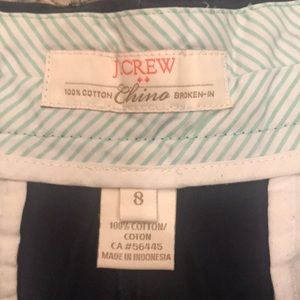 J.CREW
100% COTTON Chino BROKEN-IN
8
100% COTTON/
COTON
CA #56445
MADE IN INDONESIA